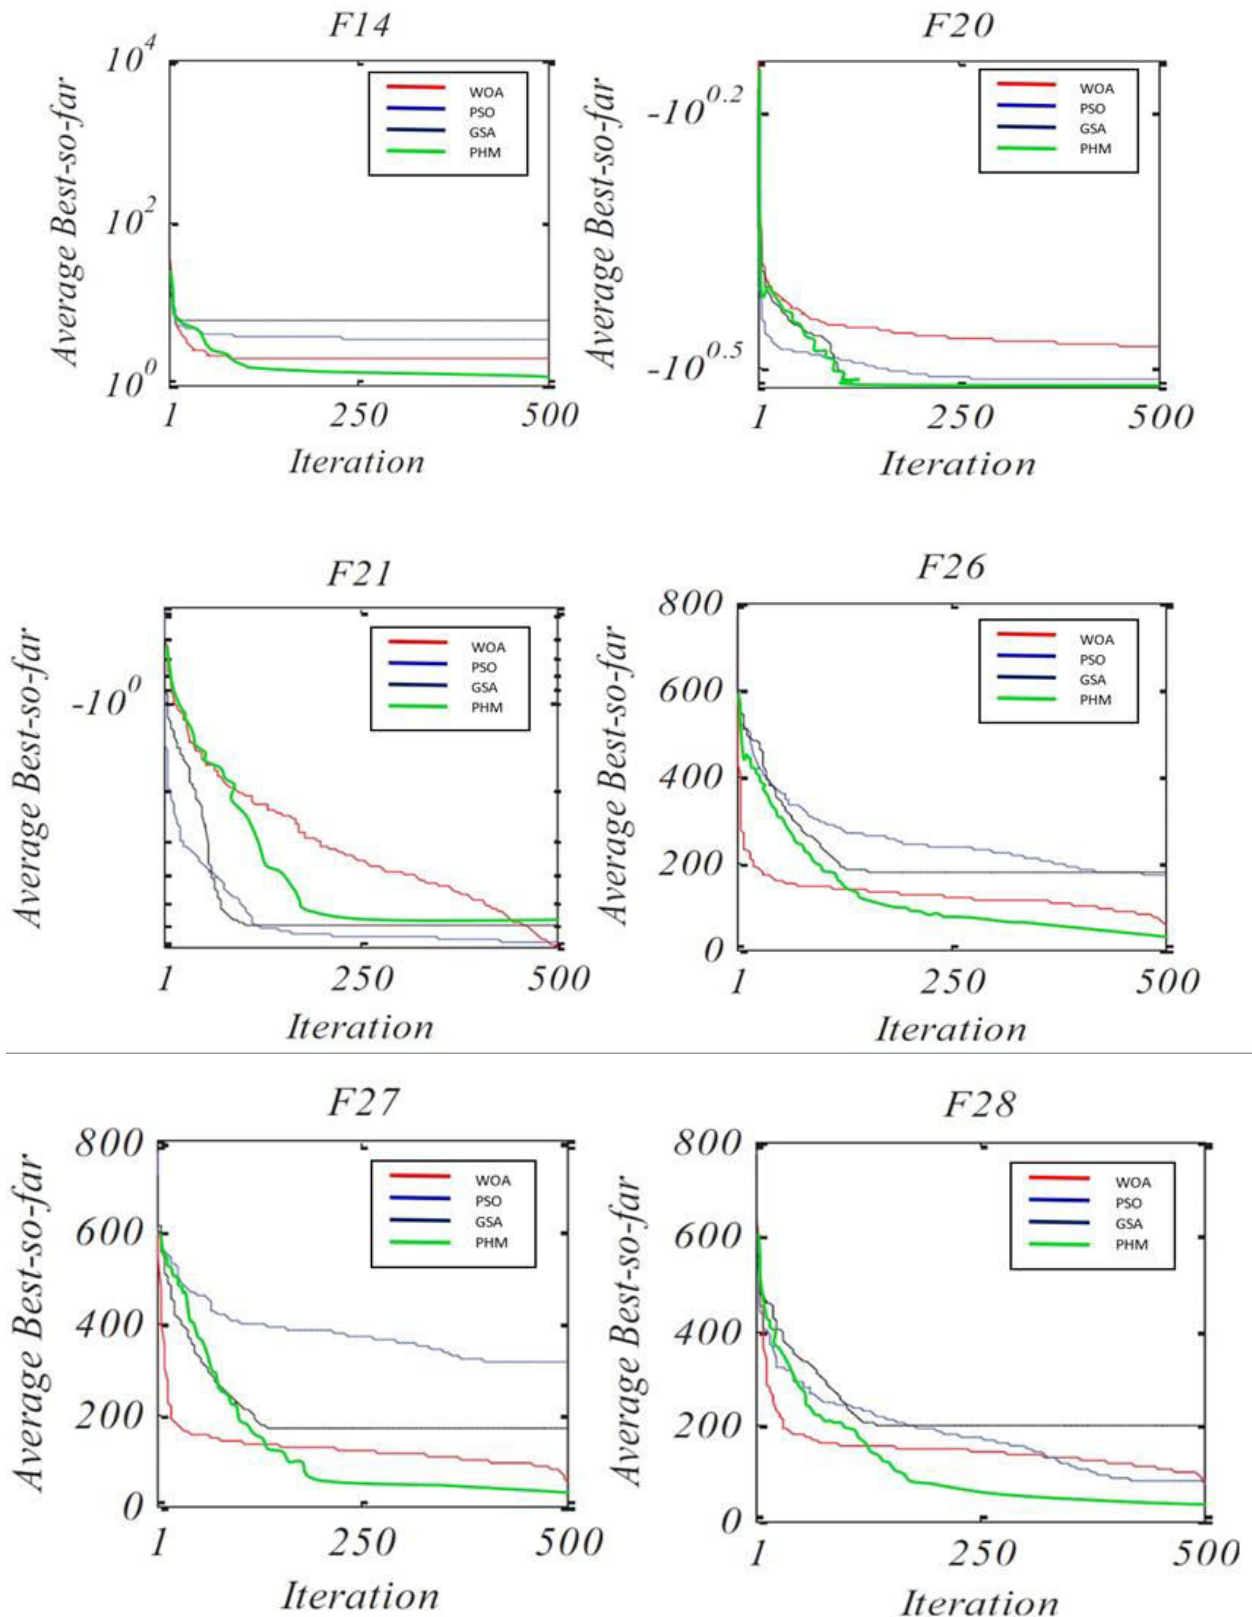 F14
Average Best-so-far
10^4
10^2
10^0
WOA
PSO
GSA
PHM
1 250 500
Iteration
F20
Average Best-so-far
-10^0.2
-10^0.5
WOA
PSO
GSA
PHM
1 250 500
Iteration
F21
Average Best-so-far
-10^0
WOA
PSO
GSA
PHM
1 250 500
Iteration
F26
Average Best-so-far
800
600
400
200
0
WOA
PSO
GSA
PHM
1 250 500
Iteration
F27
Average Best-so-far
800
600
400
200
0
WOA
PSO
GSA
PHM
1 250 500
Iteration
F28
Average Best-so-far
800
600
400
200
0
WOA
PSO
GSA
PHM
1 250 500
Iteration